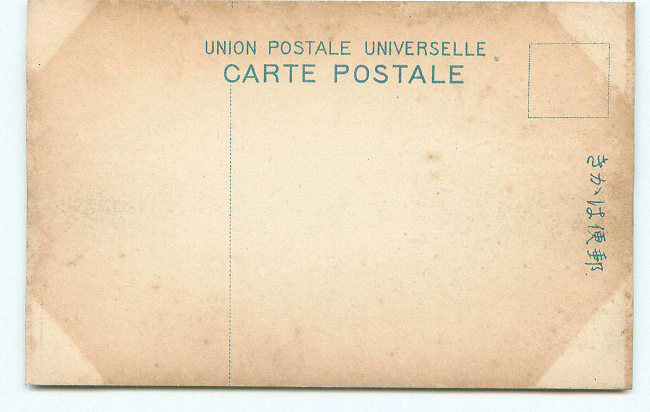 UNION POSTALE UNIVERSELLE.
CARTE POSTALE
きかは便郵